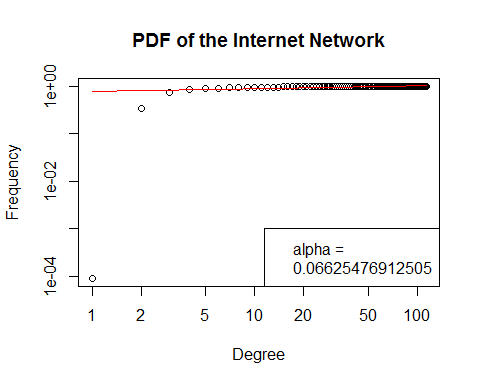 PDF of the Internet Network
Frequency
1e+00
1e-02
1e-04
alpha =
0.06625476912505
1 2 5 10 20 50 100
Degree